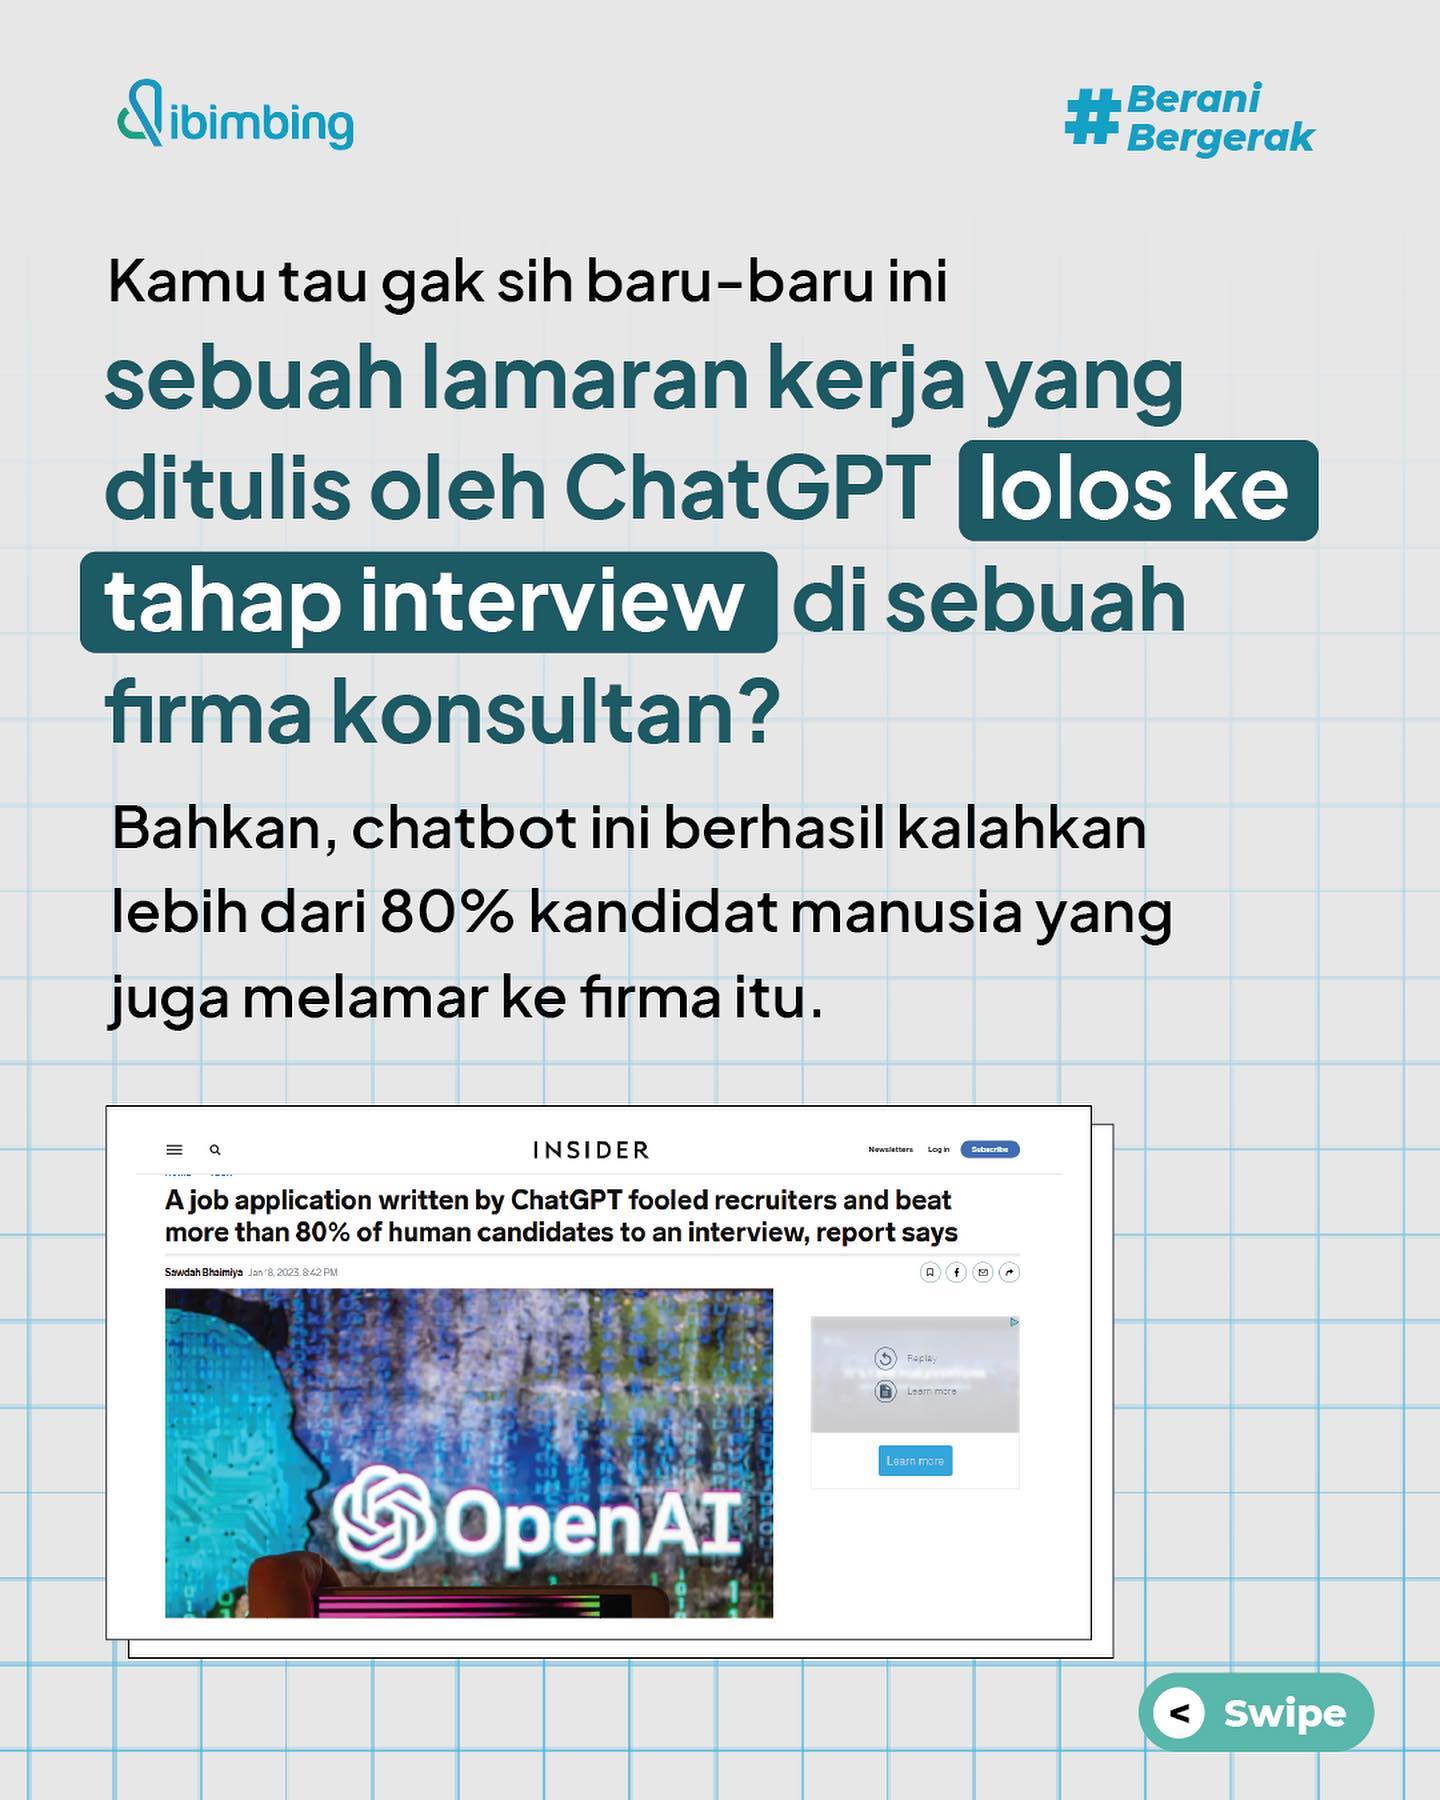 dibimbing
#Berani
Bergerak
Kamu tau gak sih baru-baru ini
sebuah lamaran kerja yang
ditulis oleh ChatGPT lolos ke
tahap interview di sebuah
firma konsultan?
Bahkan, chatbot ini berhasil kalahkan
lebih dari 80% kandidat manusia yang
juga melamar ke firma itu.
INSIDER
Newsletters Log in Subscribe
A job application written by ChatGPT fooled recruiters and beat
more than 80% of human candidates to an interview, report says
Sawdah Bhaimiya Jan 18, 2023, 8:42 PM
Replay
Learn more
Learn more
OpenAI
< Swipe